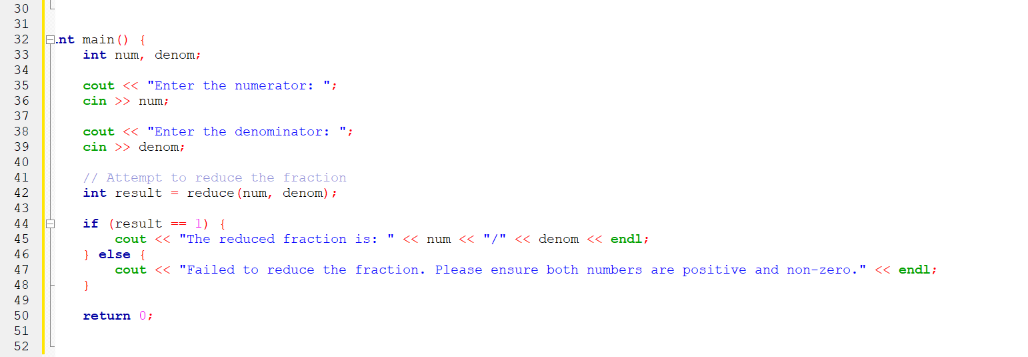 30
31
32 int main() {
33 int num, denom;
34
35 cout << "Enter the numerator: ";
36 cin >> num;
37
38 cout << "Enter the denominator: ";
39 cin >> denom;
40
41 // Attempt to reduce the fraction
42 int result = reduce(num, denom);
43
44 if (result == 1) {
45 cout << "The reduced fraction is: " << num << "/" << denom << endl;
46 } else {
47 cout << "Failed to reduce the fraction. Please ensure both numbers are positive and non-zero." << endl;
48 }
49
50 return 0;
51
52